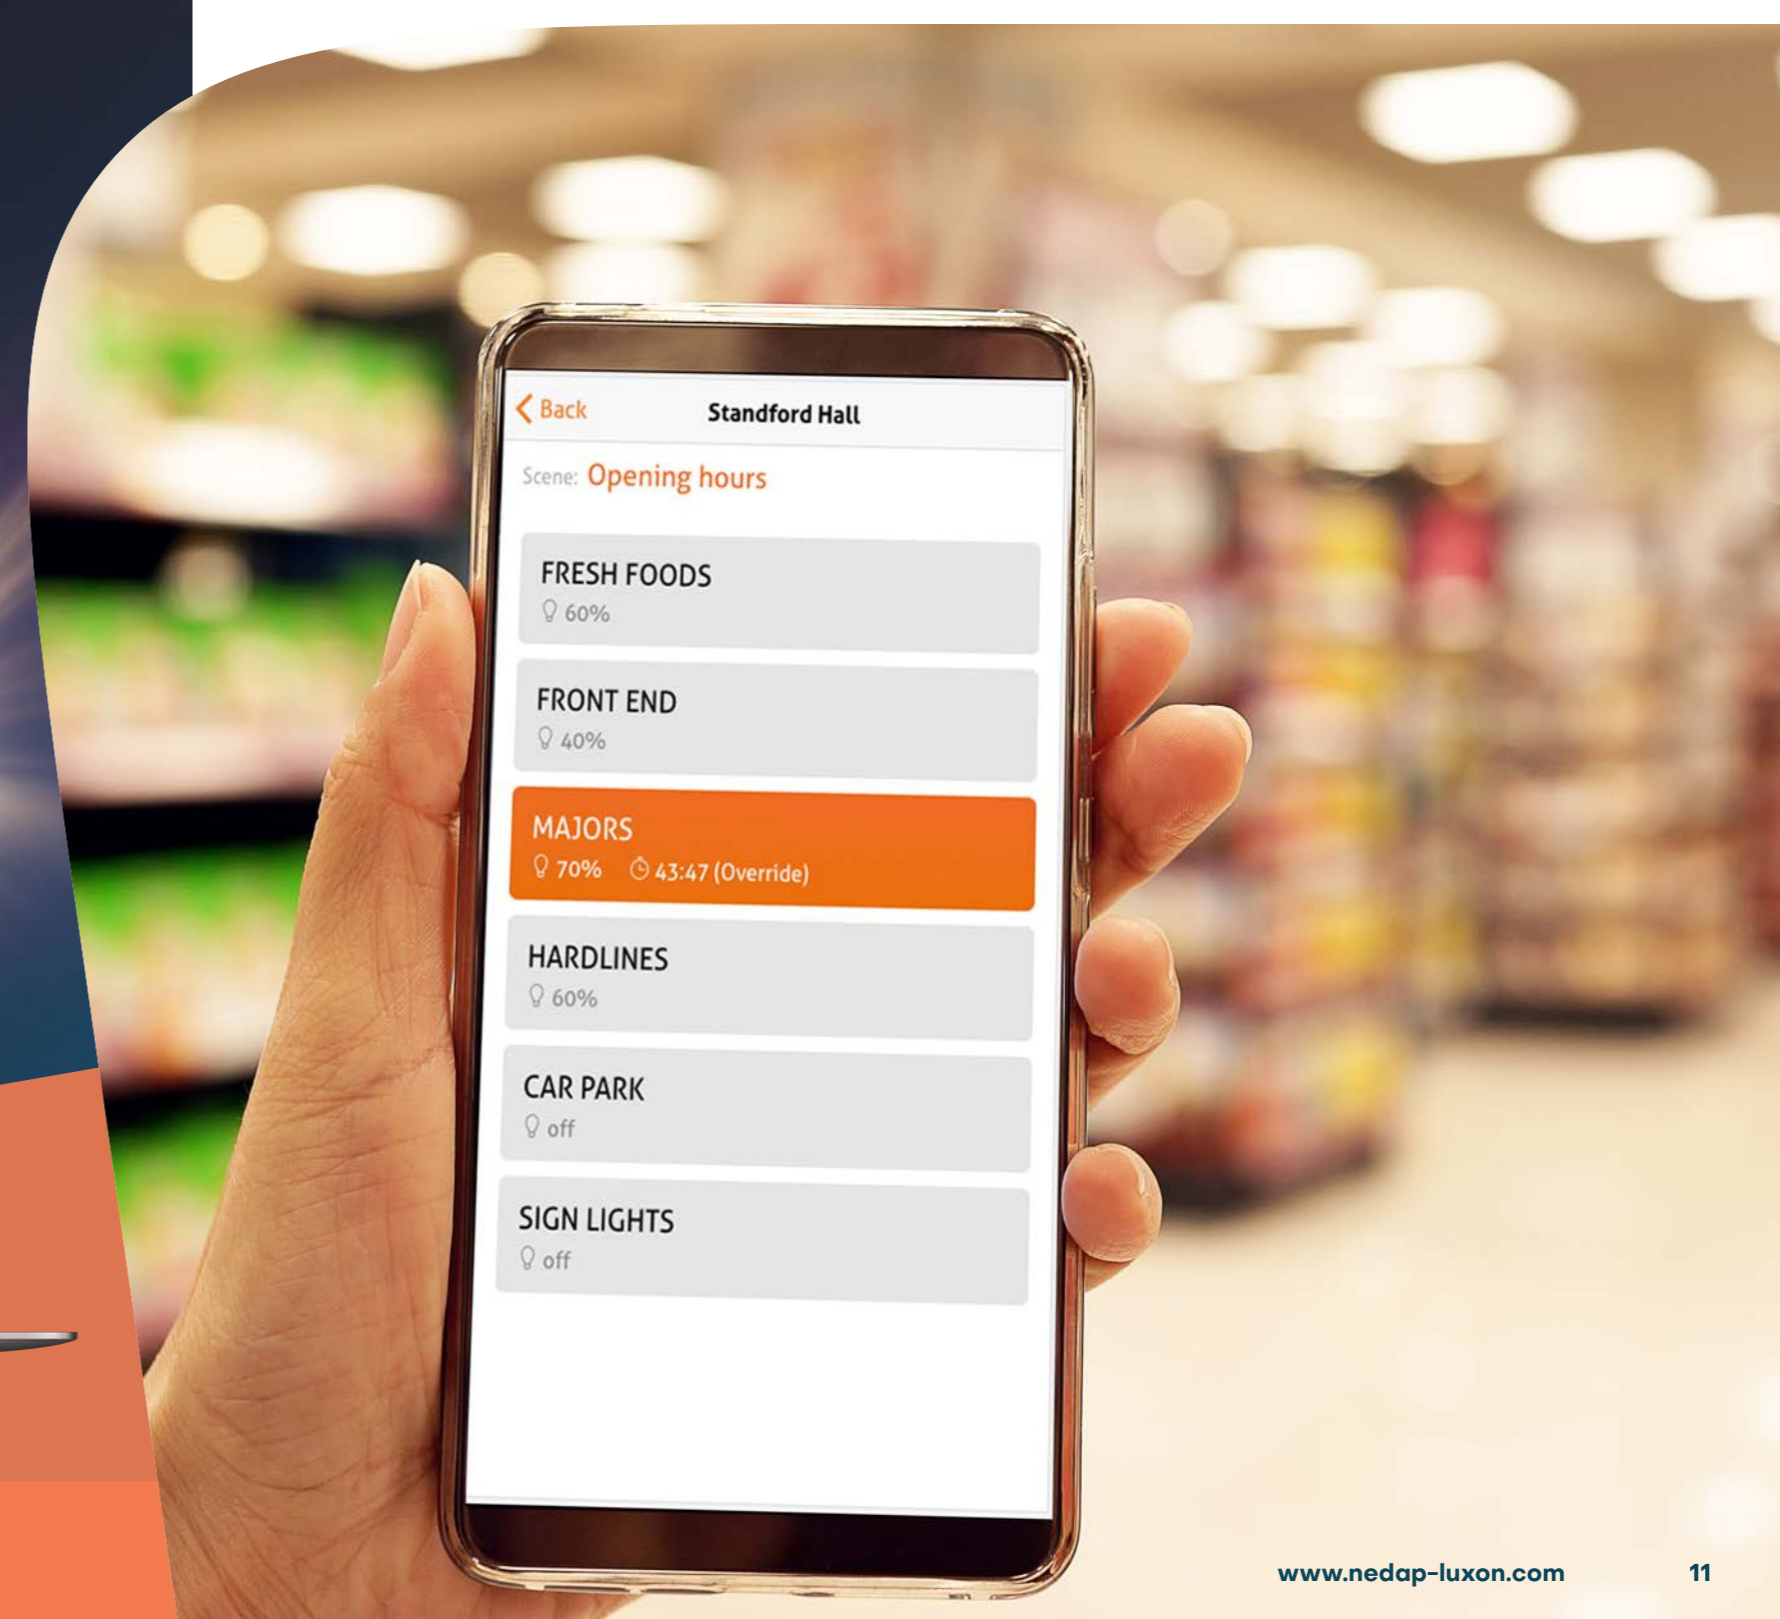 Back Standford Hall
Scene: Opening hours
FRESH FOODS
60%
FRONT END
40%
MAJORS
70% 43:47 (Override)
HARDLINES
60%
CAR PARK
off
SIGN LIGHTS
off
www.nedap-luxon.com 11